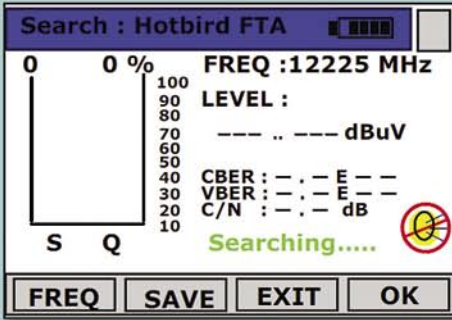 Search : Hotbird FTA
0 0 % FREQ :12225 MHz
100
90 LEVEL :
80
70 ––– .. ––– dBuV
60
50
40 CBER : – . – E – –
30 VBER : – . – E – –
20 C/N : – . – dB
10
S Q Searching.....
FREQ SAVE EXIT OK